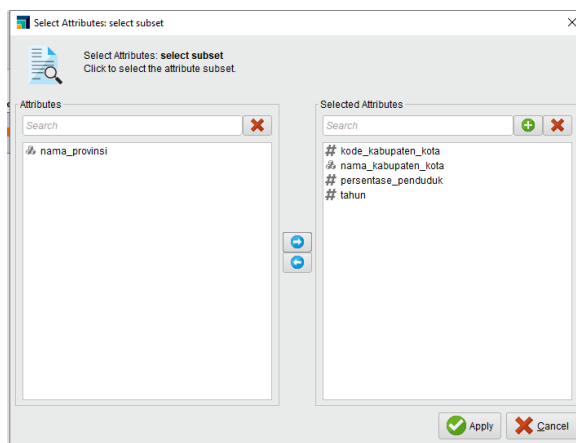 Select Attributes: select subset
Select Attributes: select subset
Click to select the attribute subset.
Attributes
Search
nama_provinsi
Selected Attributes
Search
kode_kabupaten_kota
nama_kabupaten_kota
persentase_penduduk
tahun
Apply
Cancel